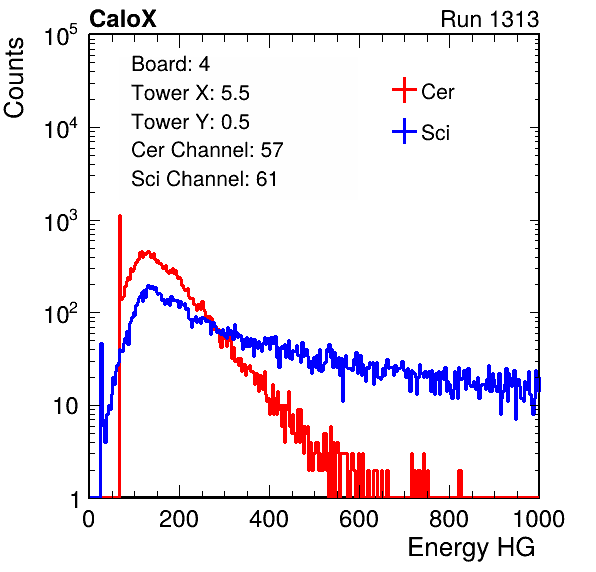 CaloX Run 1313
Counts
10^5
10^4
10^3
10^2
10
1
Board: 4
Tower X: 5.5
Tower Y: 0.5
Cer Channel: 57
Sci Channel: 61
Cer
Sci
0 200 400 600 800 1000
Energy HG